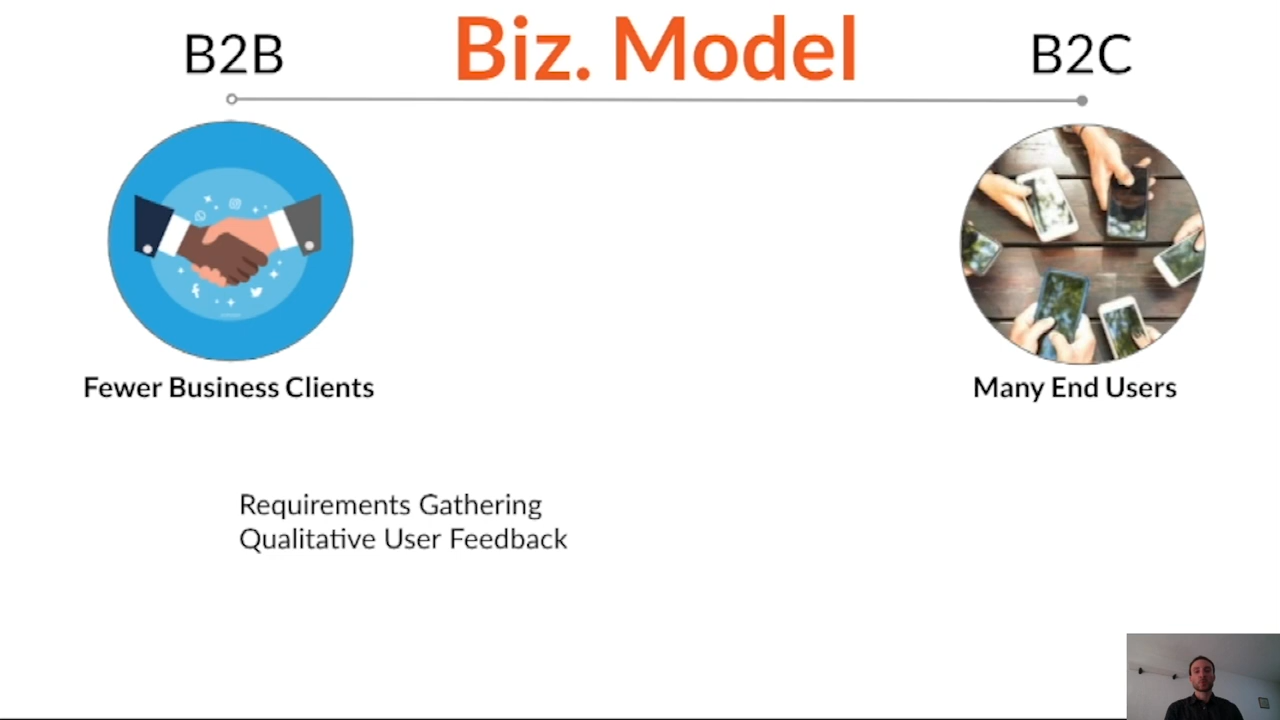 B2B
Biz. Model
B2C
Fewer Business Clients
Many End Users
Requirements Gathering
Qualitative User Feedback